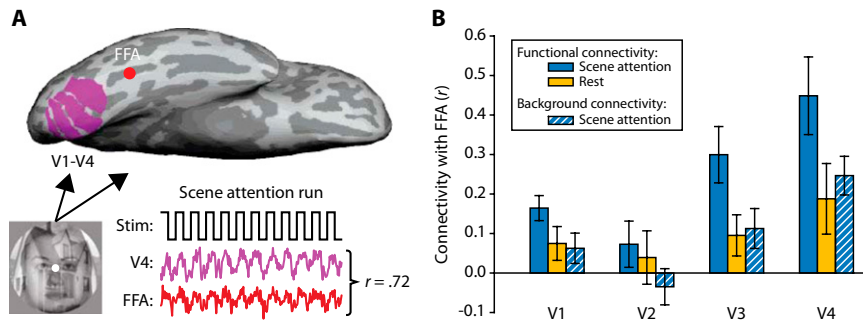 A
FFA
V1-V4
Scene attention run
Stim:
V4:
FFA:
r = .72
B
Connectivity with FFA (r)
0.6
0.5
0.4
0.3
0.2
0.1
0.0
-0.1
Functional connectivity:
Scene attention
Rest
Background connectivity:
Scene attention
V1
V2
V3
V4